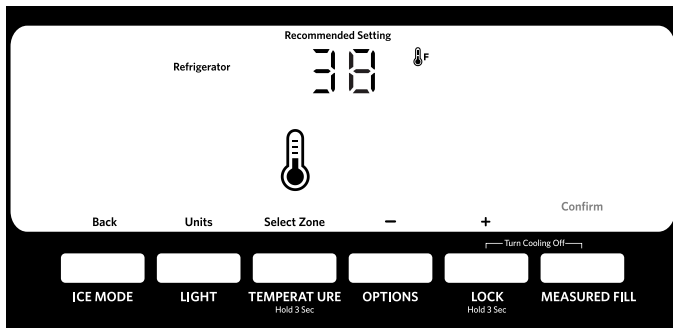 Recommended Setting
Refrigerator
38
F
Back
Units
Select Zone
–
+
Confirm
Turn Cooling Off
ICE MODE
LIGHT
TEMPERAT URE
Hold 3 Sec
OPTIONS
LOCK
Hold 3 Sec
MEASURED FILL